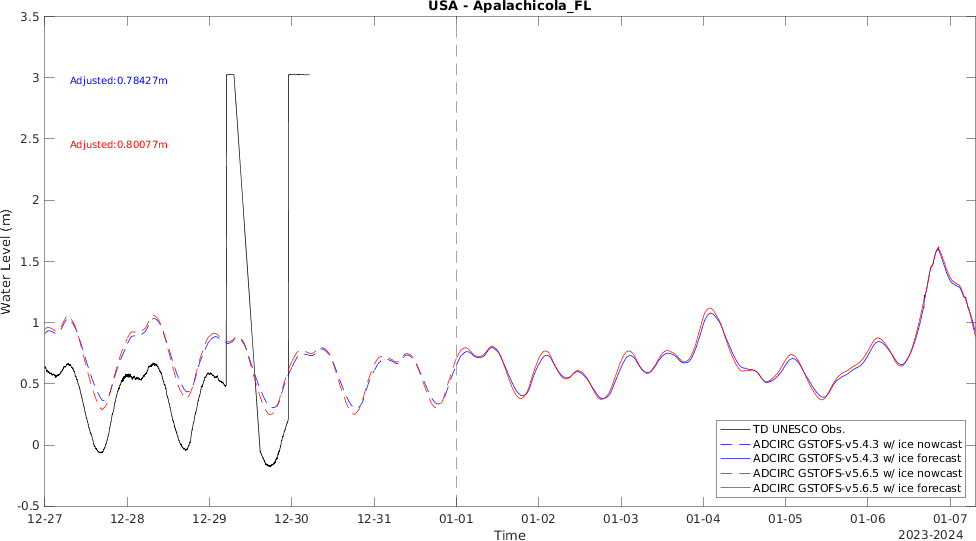 USA - Apalachicola_FL
3.5
3
2.5
2
1.5
1
0.5
0
-0.5
Water Level (m)
Adjusted:0.78427m
Adjusted:0.80077m
TD UNESCO Obs.
ADCIRC GSTOFS-v5.4.3 w/ ice nowcast
ADCIRC GSTOFS-v5.4.3 w/ ice forecast
ADCIRC GSTOFS-v5.6.5 w/ ice nowcast
ADCIRC GSTOFS-v5.6.5 w/ ice forecast
12-27 12-28 12-29 12-30 12-31 01-01 01-02 01-03 01-04 01-05 01-06 01-07
Time
2023-2024